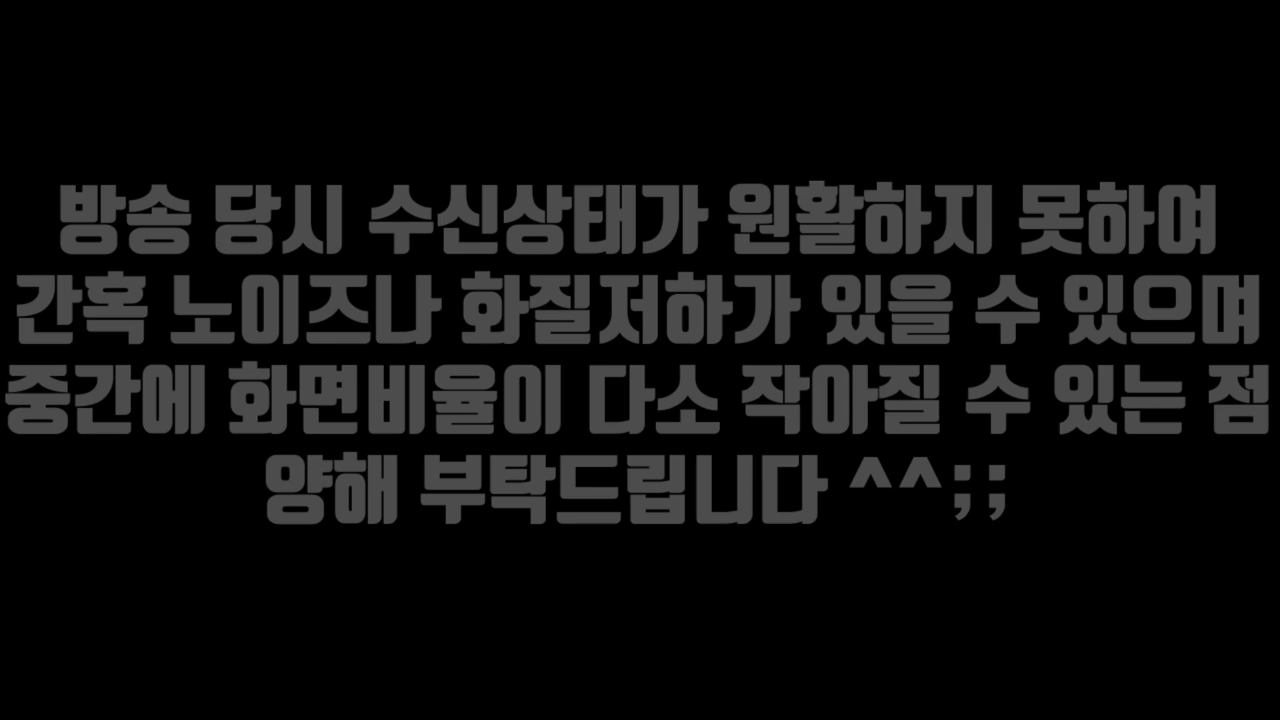 방송 당시 수신상태가 원활하지 못하여
간혹 노이즈나 화질저하가 있을 수 있으며
중간에 화면비율이 다소 작아질 수 있는 점
양해 부탁드립니다 ^^;;